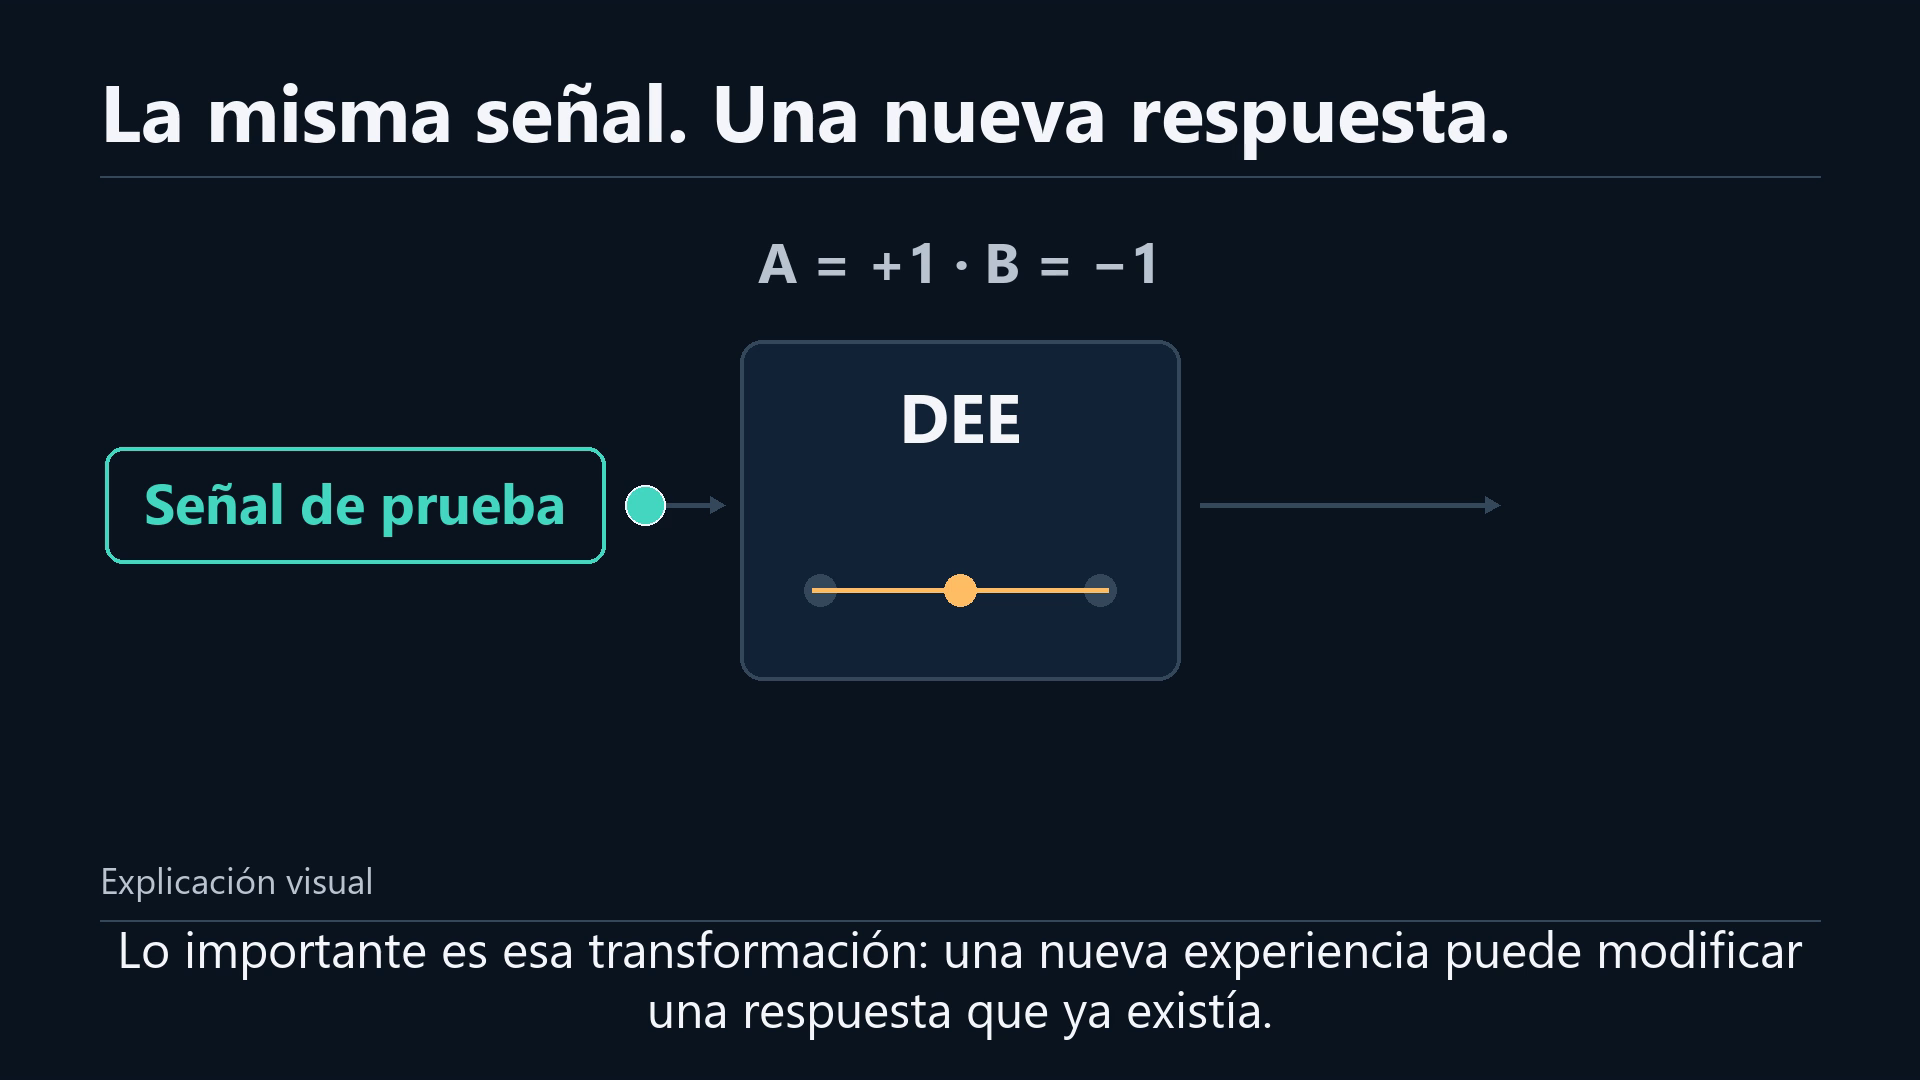 La misma señal. Una nueva respuesta.
A = +1 · B = −1
DEE
Señal de prueba
Explicación visual
Lo importante es esa transformación: una nueva experiencia puede modificar
una respuesta que ya existía.